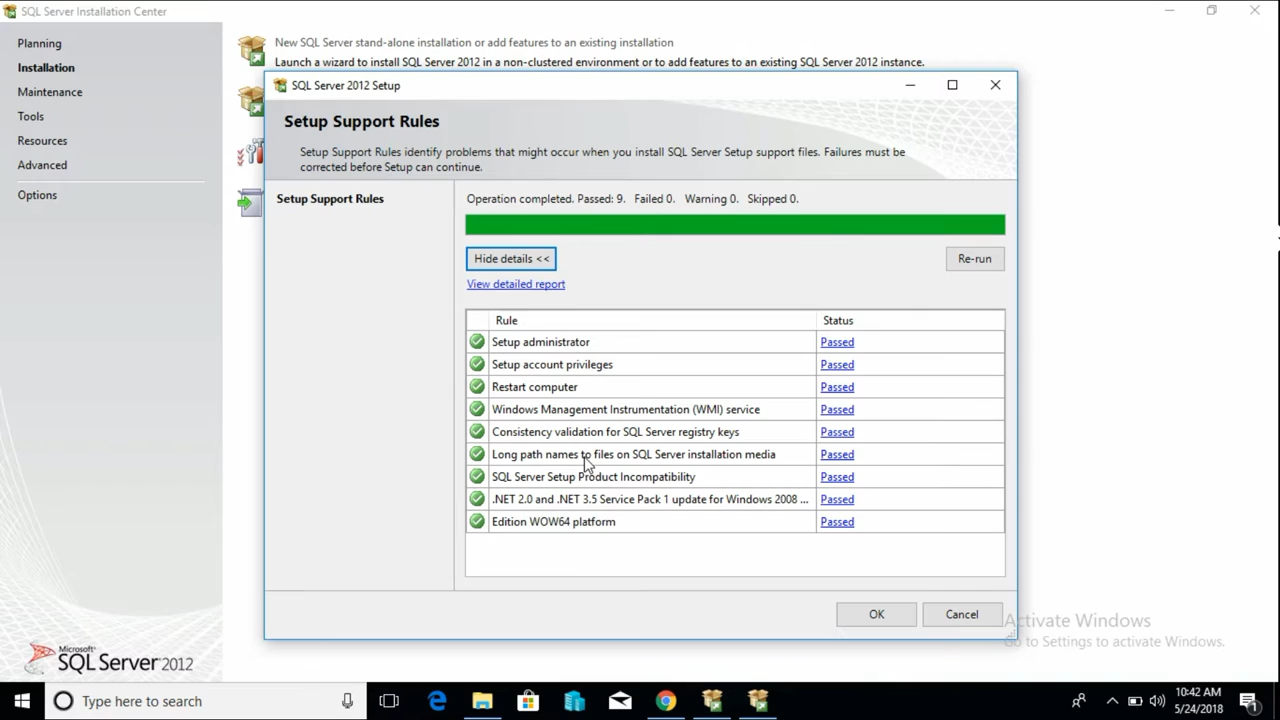 SQL Server Installation Center
Planning
Installation
Maintenance
Tools
Resources
Advanced
Options
New SQL Server stand-alone installation or add features to an existing installation
Launch a wizard to install SQL Server 2012 in a non-clustered environment or to add features to an existing SQL Server 2012 instance.
SQL Server 2012 Setup
Setup Support Rules
Setup Support Rules identify problems that might occur when you install SQL Server Setup support files. Failures must be
corrected before Setup can continue.
Setup Support Rules
Operation completed. Passed: 9. Failed 0. Warning 0. Skipped 0.
Hide details <<
Re-run
View detailed report
Rule Status
Setup administrator Passed
Setup account privileges Passed
Restart computer Passed
Windows Management Instrumentation (WMI) service Passed
Consistency validation for SQL Server registry keys Passed
Long path names to files on SQL Server installation media Passed
SQL Server Setup Product Incompatibility Passed
.NET 2.0 and .NET 3.5 Service Pack 1 update for Windows 2008 ... Passed
Edition WOW64 platform Passed
OK Cancel
Activate Windows
Go to Settings to activate Windows.
Microsoft
SQL Server 2012
Type here to search
10:42 AM
5/24/2018
1